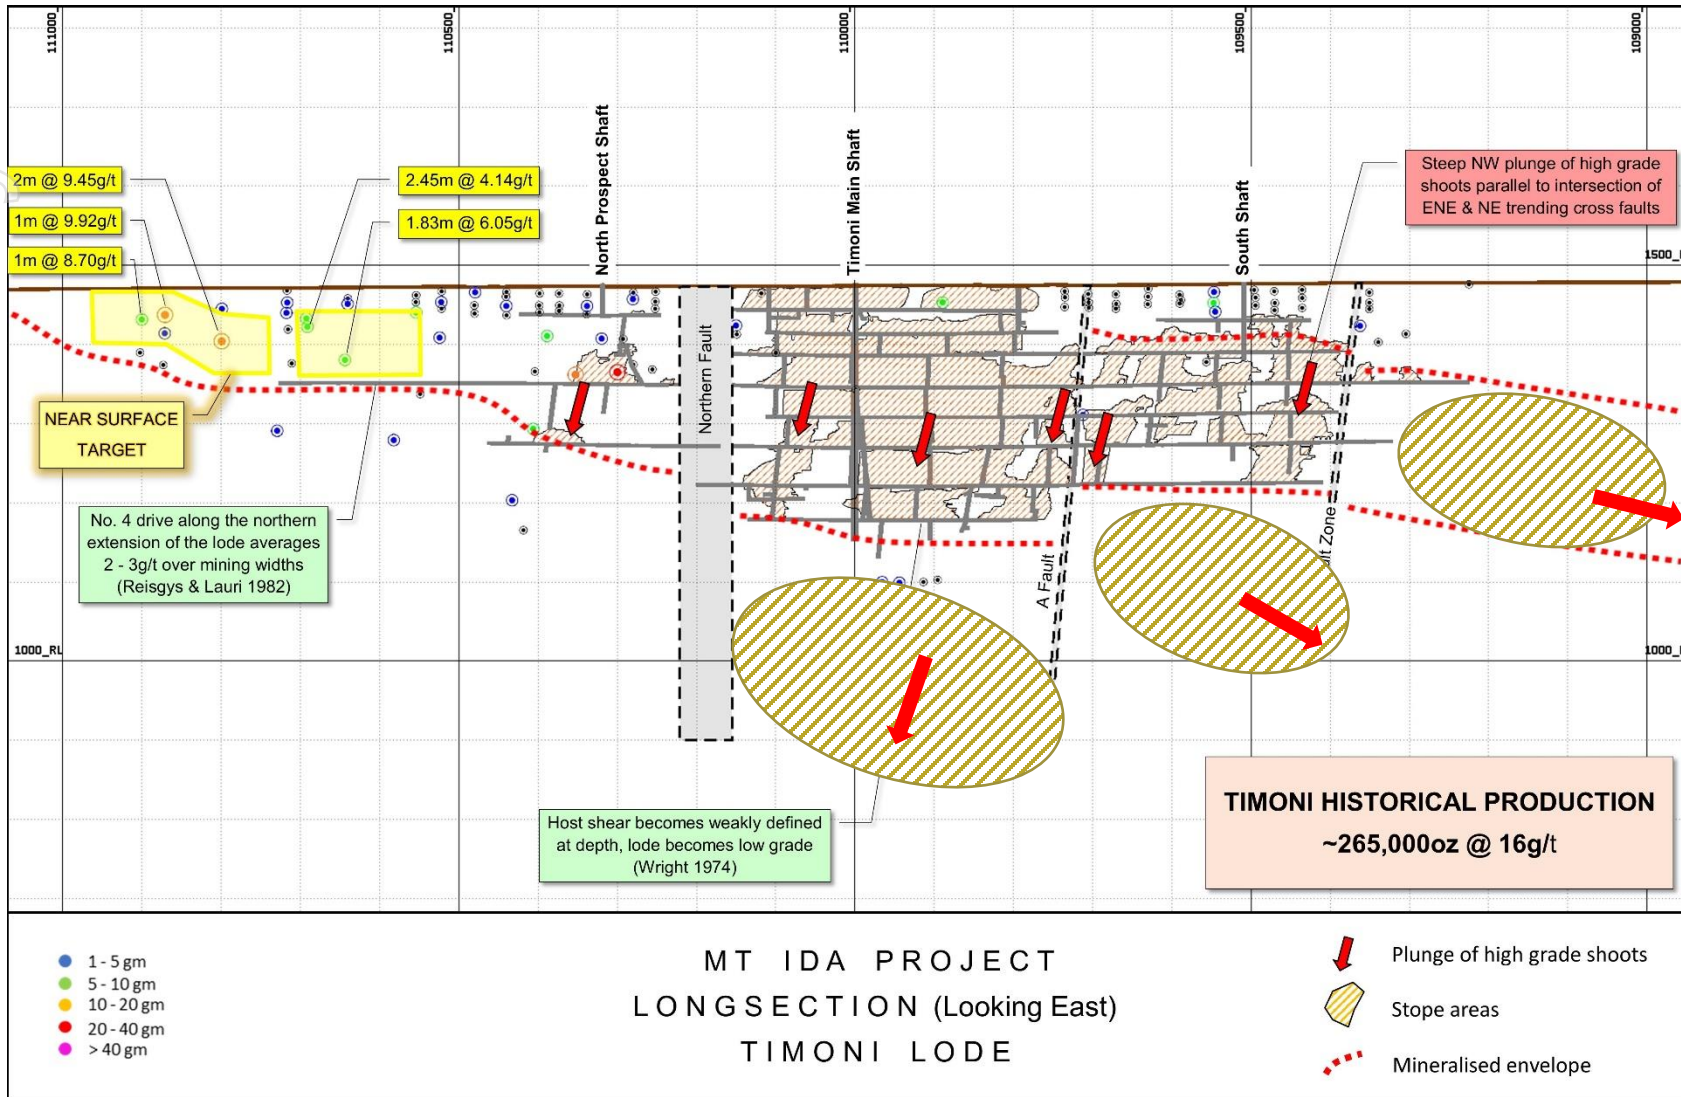 111000
110500
110000
109500
109000
North Prospect Shaft
Timoni Main Shaft
South Shaft
2m @ 9.45g/t
1m @ 9.92g/t
1m @ 8.70g/t
2.45m @ 4.14g/t
1.83m @ 6.05g/t
Steep NW plunge of high grade
shoots parallel to intersection of
ENE & NE trending cross faults
1500_
NEAR SURFACE
TARGET
Northern Fault
No. 4 drive along the northern
extension of the lode averages
2 - 3g/t over mining widths
(Reisgys & Lauri 1982)
A Fault
ult Zone
1000_RL
1000_
Host shear becomes weakly defined
at depth, lode becomes low grade
(Wright 1974)
TIMONI HISTORICAL PRODUCTION
~265,000oz @ 16g/t
1 - 5 gm
5 - 10 gm
10 - 20 gm
20 - 40 gm
> 40 gm
MT IDA PROJECT
LONGSECTION (Looking East)
TIMONI LODE
Plunge of high grade shoots
Stope areas
Mineralised envelope